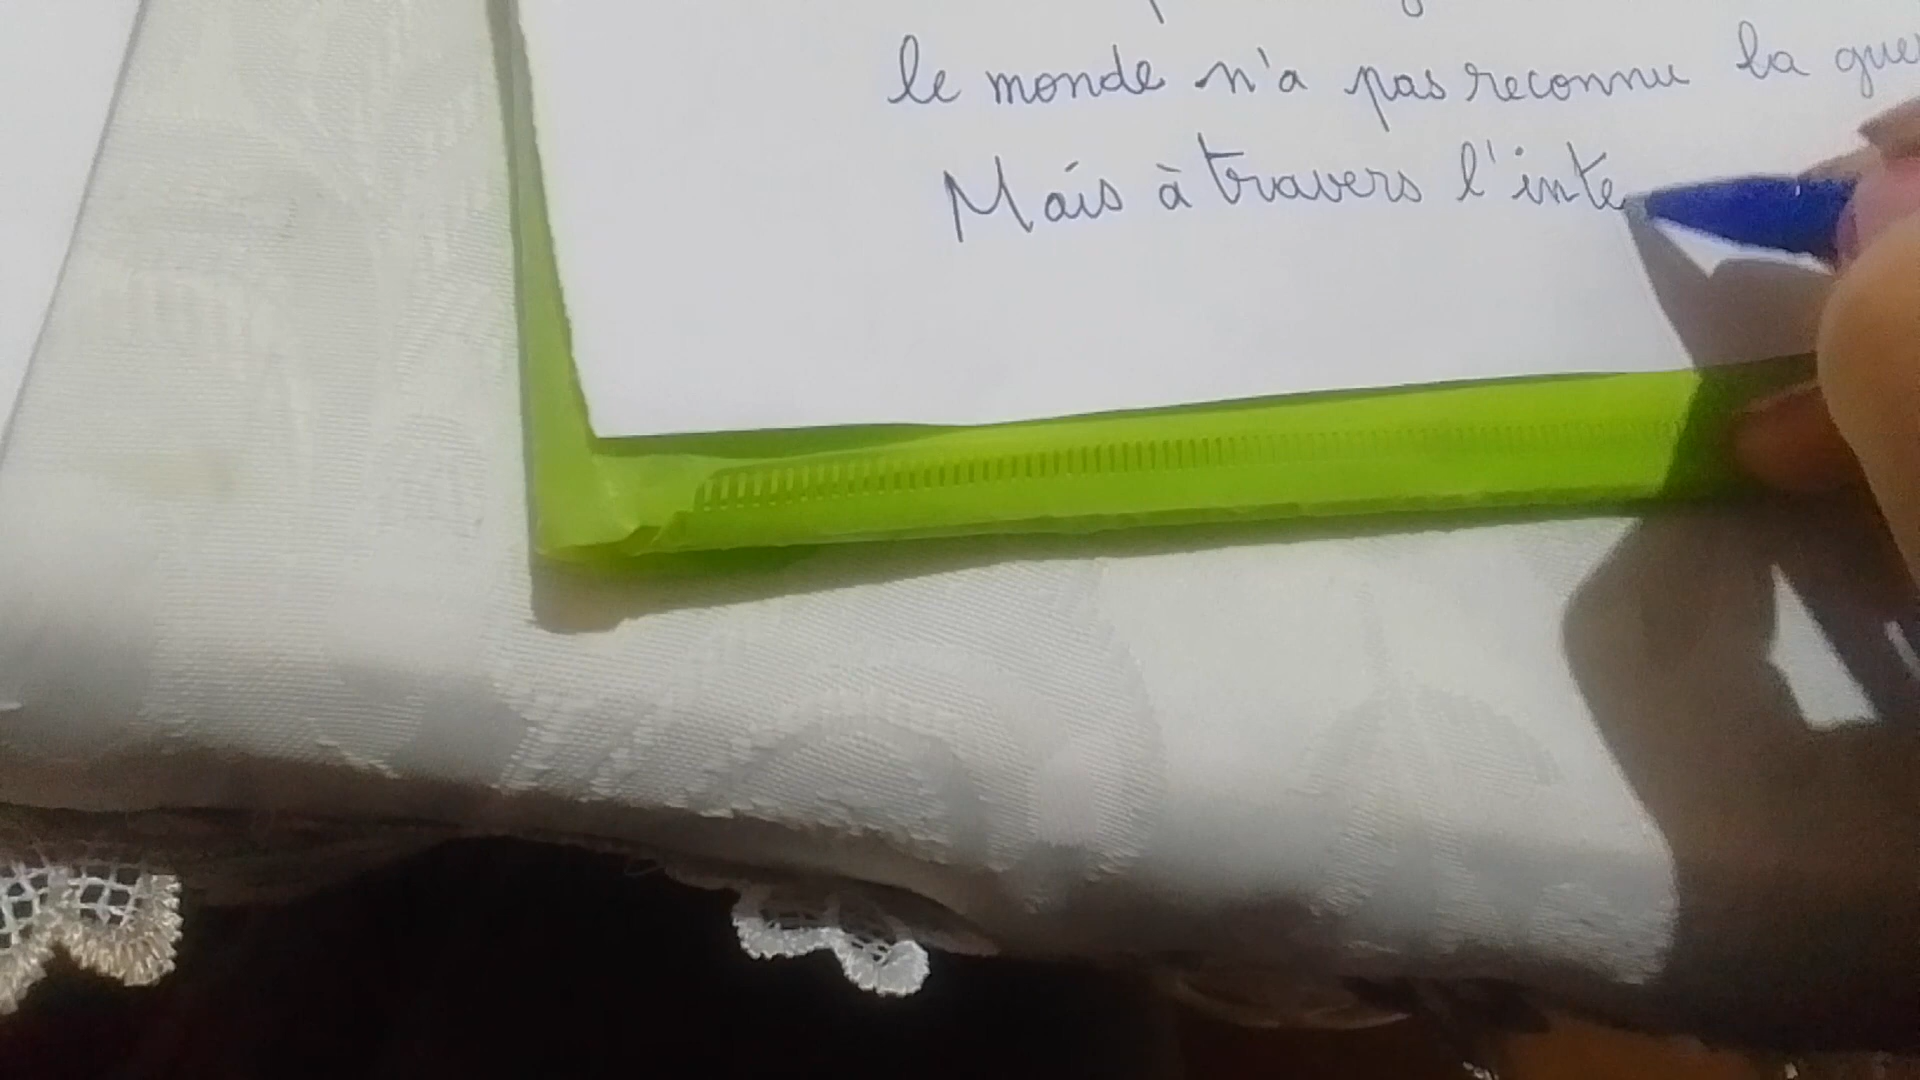 le monde n'a pas reconnu la gue
Mais à travers l'inte